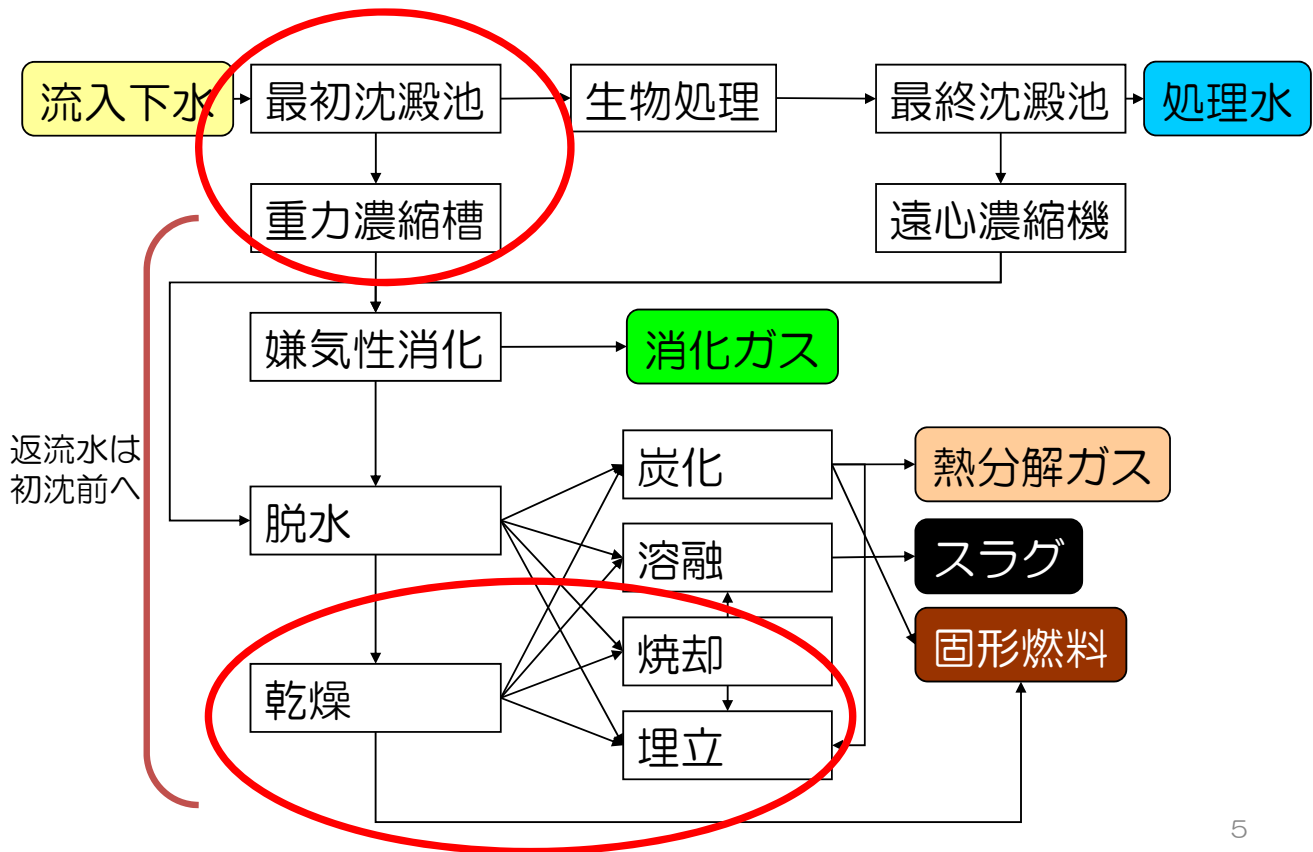 流入下水
最初沈澱池
生物処理
最終沈澱池
処理水
重力濃縮槽
遠心濃縮機
嫌気性消化
消化ガス
返流水は
初沈前へ
炭化
熱分解ガス
脱水
溶融
スラグ
焼却
固形燃料
乾燥
埋立
5